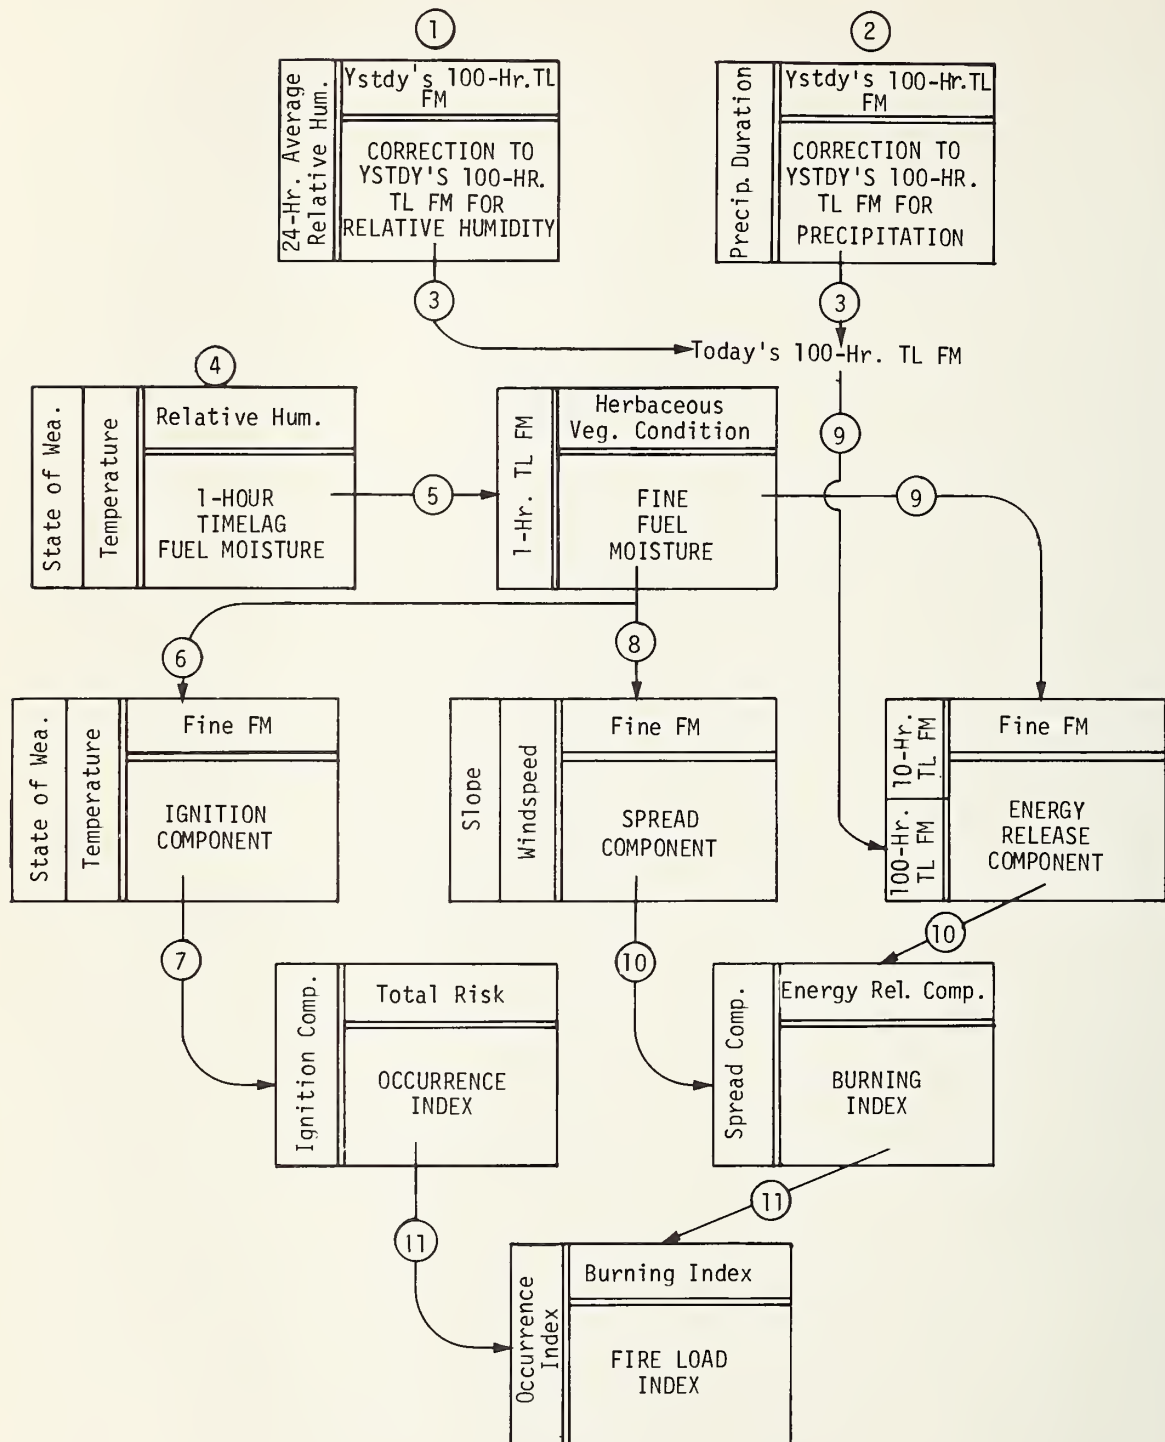 1
2
24-Hr. Average
Relative Hum.
Ystdy's 100-Hr.TL
FM
CORRECTION TO
YSTDY'S 100-HR.
TL FM FOR
RELATIVE HUMIDITY
Precip. Duration
Ystdy's 100-Hr.TL
FM
CORRECTION TO
YSTDY'S 100-HR.
TL FM FOR
PRECIPITATION
3
3
Today's 100-Hr. TL FM
4
State of Wea.
Temperature
Relative Hum.
1-HOUR
TIMELAG
FUEL MOISTURE
5
1-Hr. TL FM
Herbaceous
Veg. Condition
FINE
FUEL
MOISTURE
9
9
6
8
State of Wea.
Temperature
Fine FM
IGNITION
COMPONENT
Slope
Windspeed
Fine FM
SPREAD
COMPONENT
10-Hr.
TL FM
100-Hr.
TL FM
Fine FM
ENERGY
RELEASE
COMPONENT
7
10
10
Ignition Comp.
Total Risk
OCCURRENCE
INDEX
Spread Comp.
Energy Rel. Comp.
BURNING
INDEX
11
11
Occurrence
Index
Burning Index
FIRE LOAD
INDEX